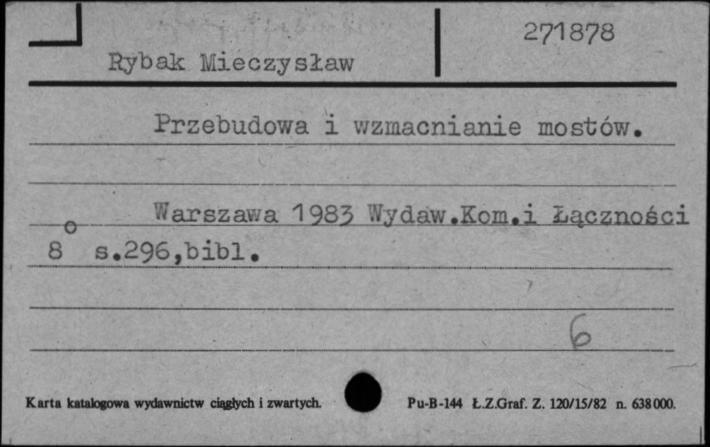 271878
Rybak Mieczysław
Przebudowa i wzmacnianie mostów.
Warszawa 1983 Wydaw.Kom.i Łączności
8° s.296,bibl.
6
Karta katalogowa wydawnictw ciągłych i zwartych. Pu-B-144 Ł.Z.Graf. Z. 120/15/82 n. 638000.